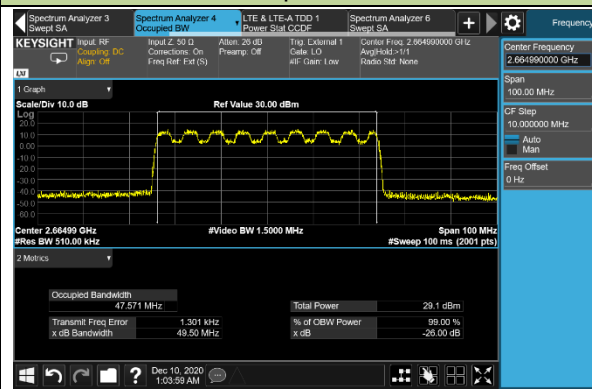 Spectrum Analyzer 3
Swept SA
Spectrum Analyzer 4
Occupied BW
LTE & LTE-A TDD 1
Power Stat CCDF
Spectrum Analyzer 6
Swept SA
+
Frequency
KEYSIGHT
Input: RF
Coupling: DC
Align: Off
Input Z: 50 Ω
Corrections: On
Freq Ref: Ext (S)
Atten: 26 dB
Preamp: Off
Trig: External 1
Gate: LO
#IF Gain: Low
Center Freq: 2.664990000 GHz
Avg|Hold:>1/1
Radio Std: None
LXI
Center Frequency
2.664990000 GHz
Span
100.00 MHz
CF Step
10.000000 MHz
Auto
Man
Freq Offset
0 Hz
1 Graph
Scale/Div 10.0 dB
Ref Value 30.00 dBm
Log
20.0
10.0
0.00
-10.0
-20.0
-30.0
-40.0
-50.0
-60.0
Center 2.66499 GHz
#Video BW 1.5000 MHz
Span 100 MHz
#Res BW 510.00 kHz
#Sweep 100 ms (2001 pts)
2 Metrics
Occupied Bandwidth
47.571 MHz
Total Power
29.1 dBm
Transmit Freq Error
1.301 kHz
% of OBW Power
99.00 %
x dB Bandwidth
49.50 MHz
x dB
-26.00 dB
?
Dec 10, 2020
1:03:59 AM